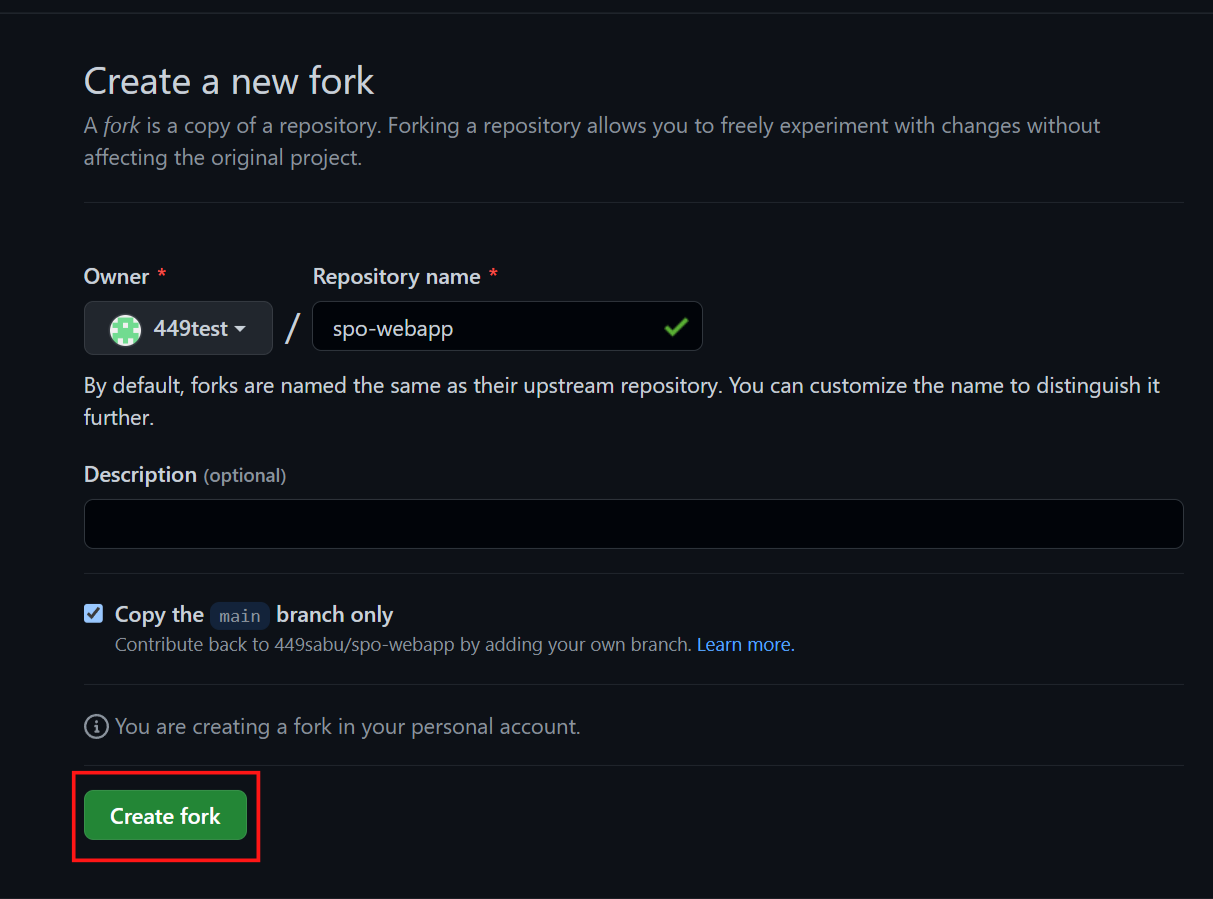 Create a new fork
A fork is a copy of a repository. Forking a repository allows you to freely experiment with changes without
affecting the original project.
Owner * Repository name *
449test / spo-webapp
By default, forks are named the same as their upstream repository. You can customize the name to distinguish it
further.
Description (optional)
Copy the main branch only
Contribute back to 449sabu/spo-webapp by adding your own branch. Learn more.
You are creating a fork in your personal account.
Create fork